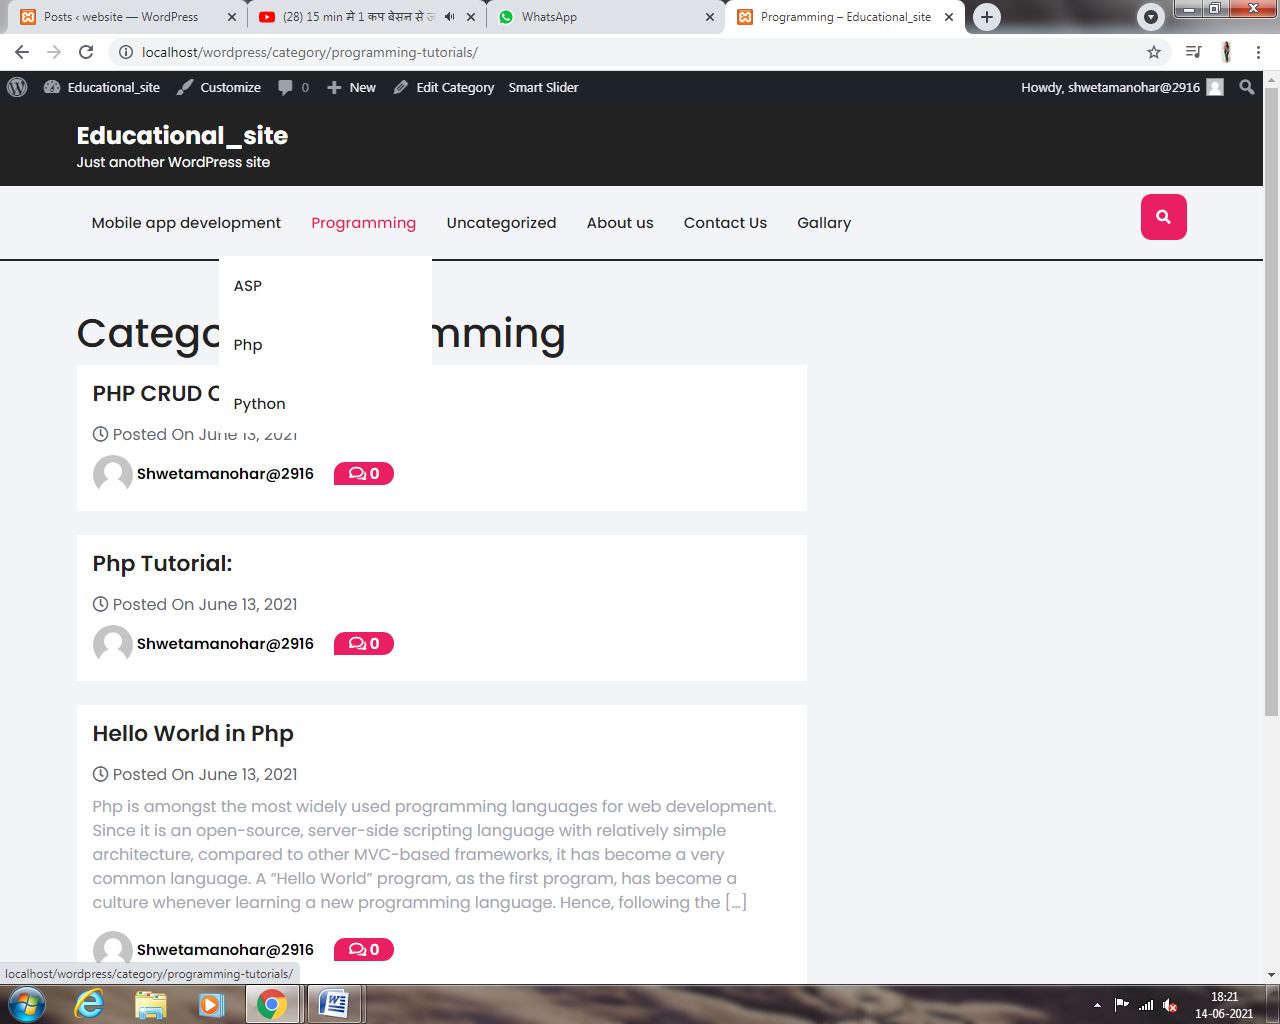 Posts ‹ website — WordPress
(28) 15 min मे 1 कप बेसन से
WhatsApp
Programming – Educational_site
localhost/wordpress/category/programming-tutorials/
Educational_site
Customize
0
New
Edit Category
Smart Slider
Howdy, shwetamanohar@2916
Educational_site
Just another WordPress site
Mobile app development
Programming
Uncategorized
About us
Contact Us
Gallary
ASP
Php
Python
Catego mming
PHP CRUD
Posted On June 13, 2021
Shwetamanohar@2916
0
Php Tutorial:
Posted On June 13, 2021
Shwetamanohar@2916
0
Hello World in Php
Posted On June 13, 2021
Php is amongst the most widely used programming languages for web development.
Since it is an open-source, server-side scripting language with relatively simple
architecture, compared to other MVC-based frameworks, it has become a very
common language. A “Hello World” program, as the first program, has become a
culture whenever learning a new programming language. Hence, following the […]
Shwetamanohar@2916
0
localhost/wordpress/category/programming-tutorials/
18:21
14-06-2021